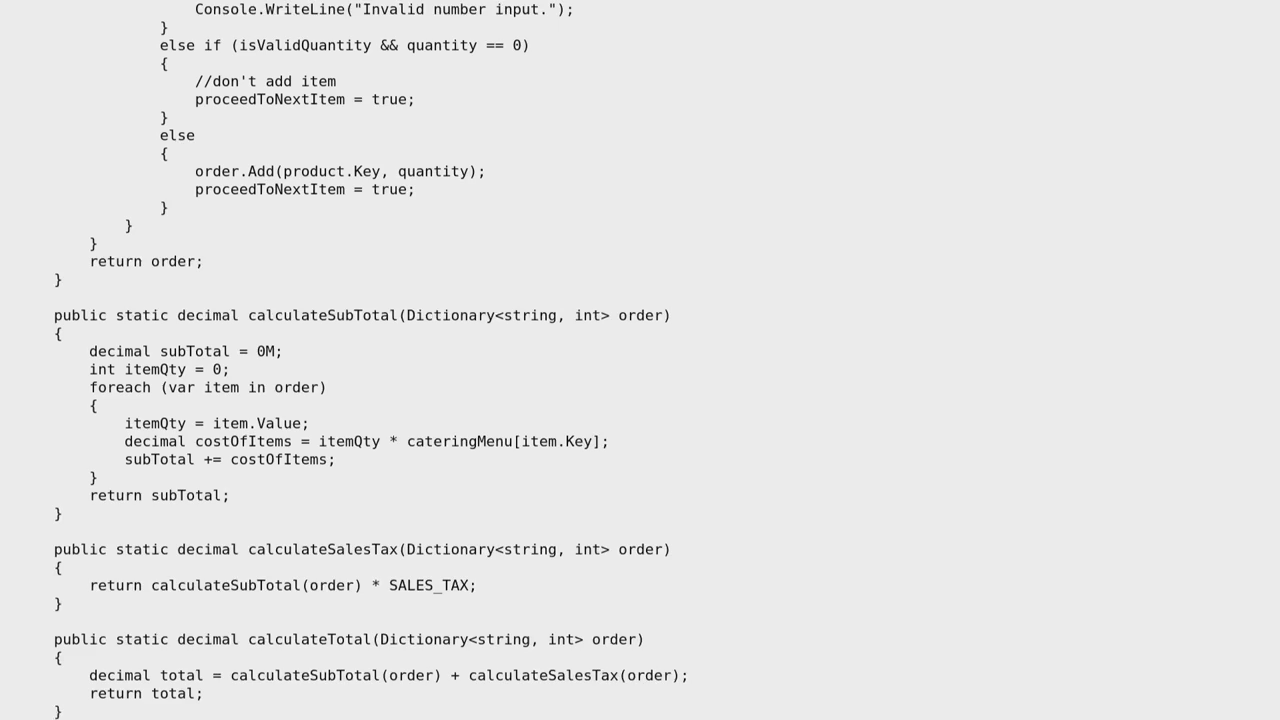 Console.WriteLine("Invalid number input.");
}
else if (isValidQuantity && quantity == 0)
{
//don't add item
proceedToNextItem = true;
}
else
{
order.Add(product.Key, quantity);
proceedToNextItem = true;
}
}
}
return order;
}
public static decimal calculateSubTotal(Dictionary<string, int> order)
{
decimal subTotal = 0M;
int itemQty = 0;
foreach (var item in order)
{
itemQty = item.Value;
decimal costOfItems = itemQty * cateringMenu[item.Key];
subTotal += costOfItems;
}
return subTotal;
}
public static decimal calculateSalesTax(Dictionary<string, int> order)
{
return calculateSubTotal(order) * SALES_TAX;
}
public static decimal calculateTotal(Dictionary<string, int> order)
{
decimal total = calculateSubTotal(order) + calculateSalesTax(order);
return total;
}